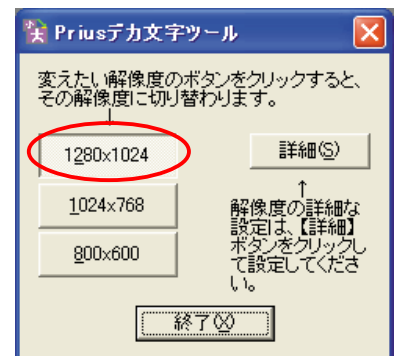 Priusデカ文字ツール
変えたい解像度のボタンをクリックすると、
その解像度に切り替わります。
↓
1280x1024
1024x768
800x600
詳細(S)
↑
解像度の詳細な
設定は、【詳細】
ボタンをクリックし
て設定してくださ
い。
終了(X)